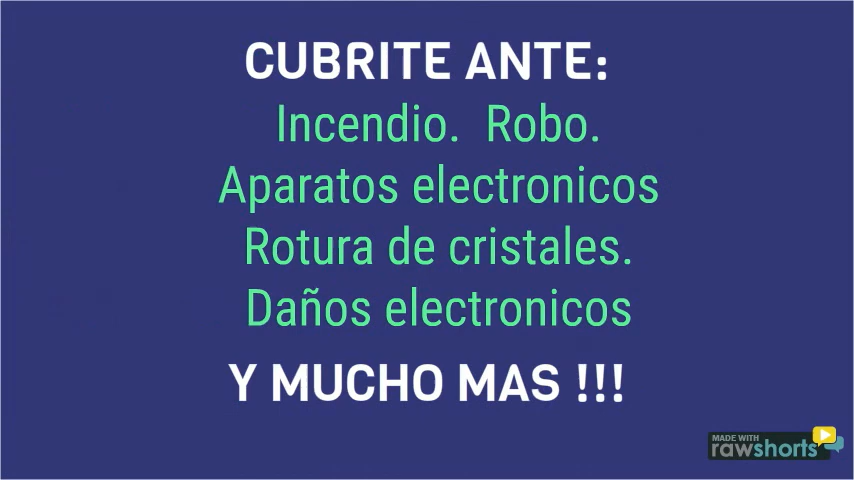 CUBRITE ANTE:
Incendio. Robo.
Aparatos electronicos
Rotura de cristales.
Daños electronicos
Y MUCHO MAS !!!
MADE WITH
rawshorts